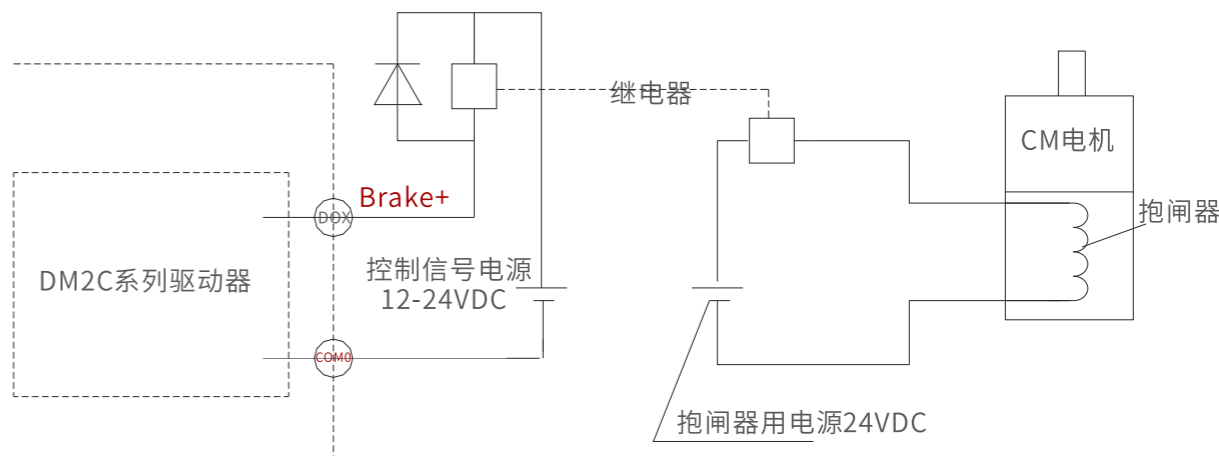 继电器
CM电机
Brake+
DOX
抱闸器
DM2C系列驱动器
控制信号电源
12-24VDC
COM0
抱闸器用电源24VDC